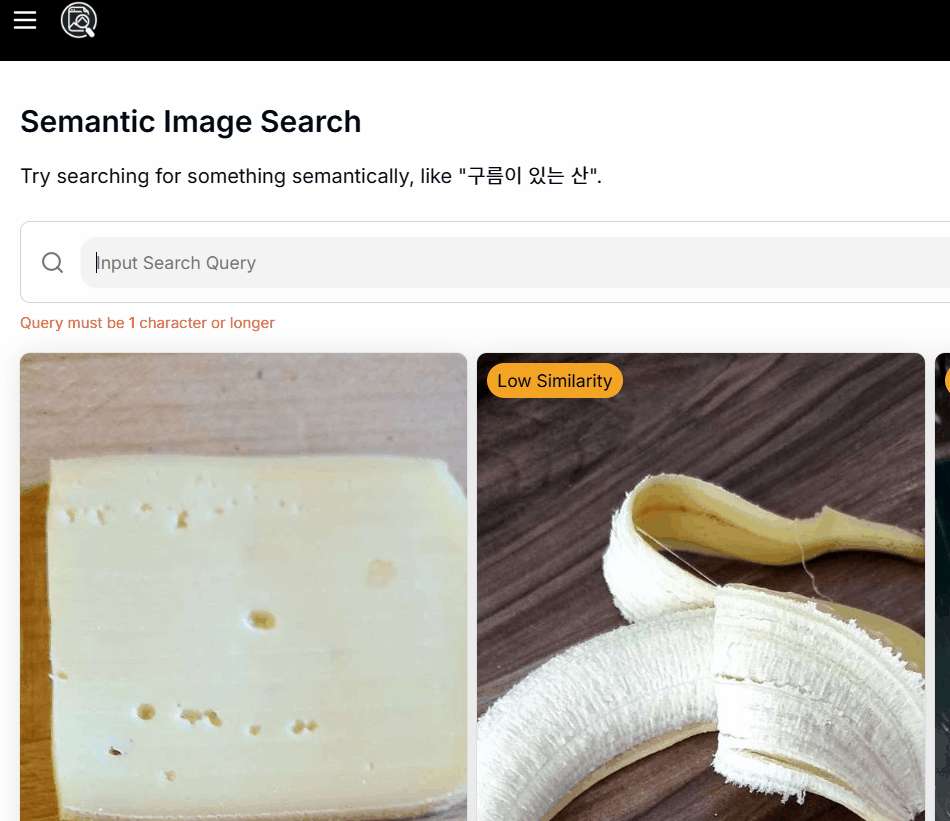 Semantic Image Search
Try searching for something semantically, like "구름이 있는 산".
Input Search Query
Query must be 1 character or longer
Low Similarity